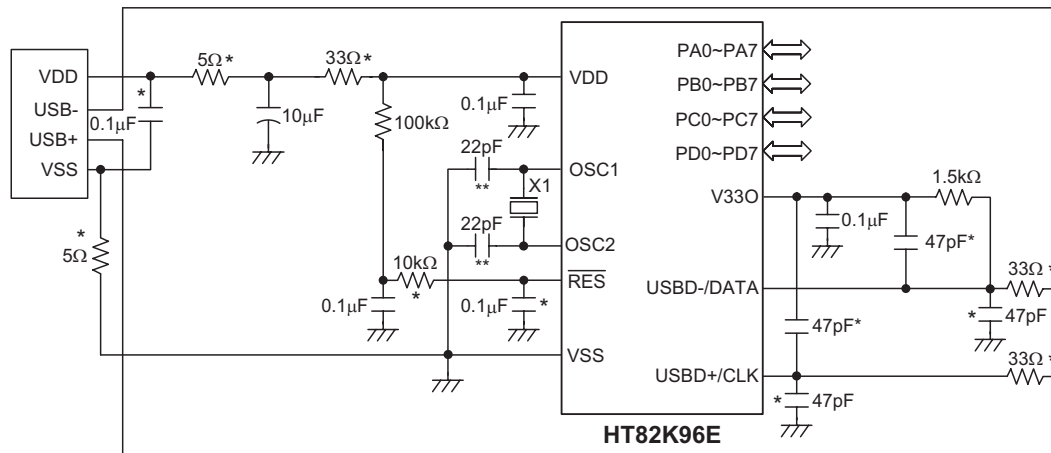 VDD
USB-
USB+
VSS
*
0.1μF
5Ω*
10μF
33Ω*
100kΩ
0.1μF
22pF
**
X1
22pF
**
*
5Ω
10kΩ
*
0.1μF
0.1μF
*
VDD
OSC1
OSC2
RES
VSS
PA0~PA7
PB0~PB7
PC0~PC7
PD0~PD7
V33O
USBD-/DATA
USBD+/CLK
HT82K96E
1.5kΩ
0.1μF
47pF*
33Ω*
47pF*
*
47pF
33Ω*
*
47pF